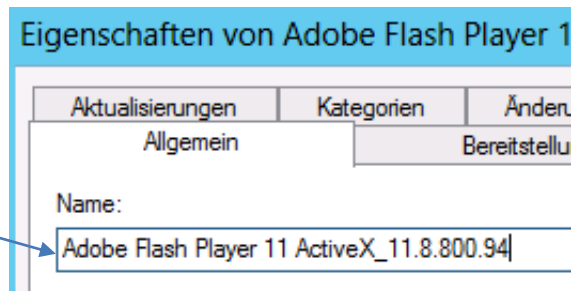 Eigenschaften von Adobe Flash Player 1
Aktualisierungen Kategorien Änderu
Allgemein Bereitstellu
Name:
Adobe Flash Player 11 ActiveX_11.8.800.94